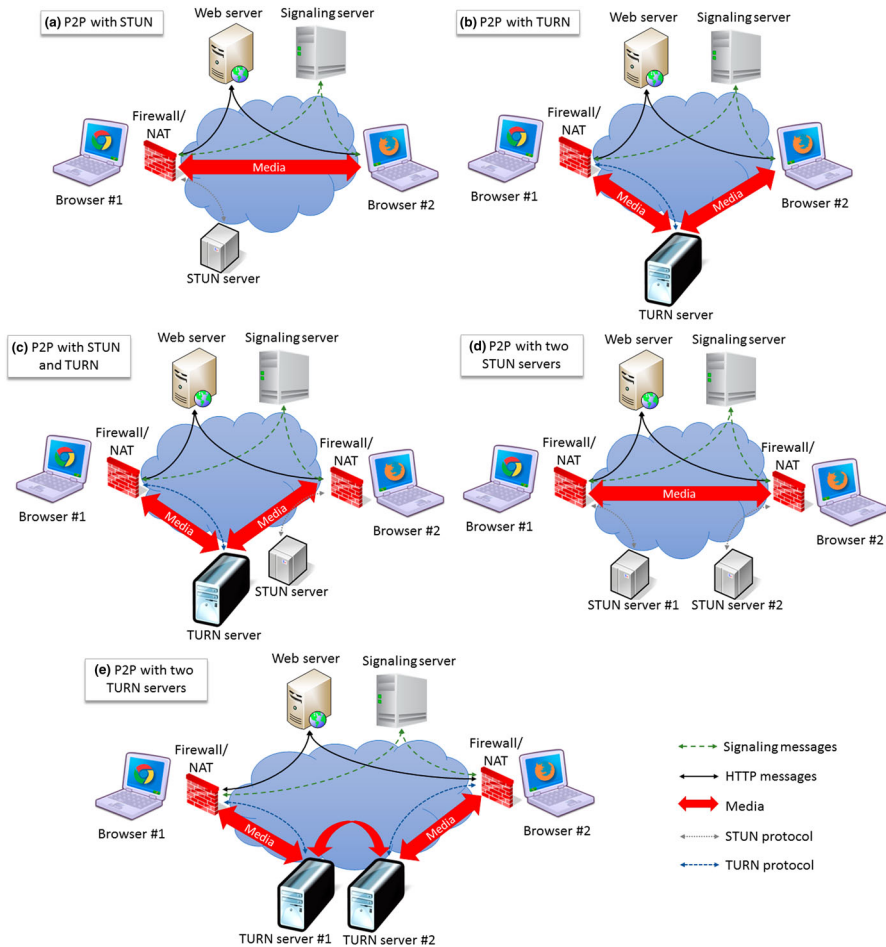 (a) P2P with STUN
Web server
Signaling server
Firewall/
NAT
Media
Browser #1
Browser #2
STUN server
(b) P2P with TURN
Web server
Signaling server
Firewall/
NAT
Media
Media
Browser #1
Browser #2
TURN server
(c) P2P with STUN
and TURN
Web server
Signaling server
Firewall/
NAT
Firewall/
NAT
Media
Media
Browser #1
Browser #2
STUN server
TURN server
(d) P2P with two
STUN servers
Web server
Signaling server
Firewall/
NAT
Firewall/
NAT
Media
Browser #1
Browser #2
STUN server #1
STUN server #2
(e) P2P with two
TURN servers
Web server
Signaling server
Firewall/
NAT
Firewall/
NAT
Media
Media
Browser #1
Browser #2
TURN server #1
TURN server #2
Signaling messages
HTTP messages
Media
STUN protocol
TURN protocol